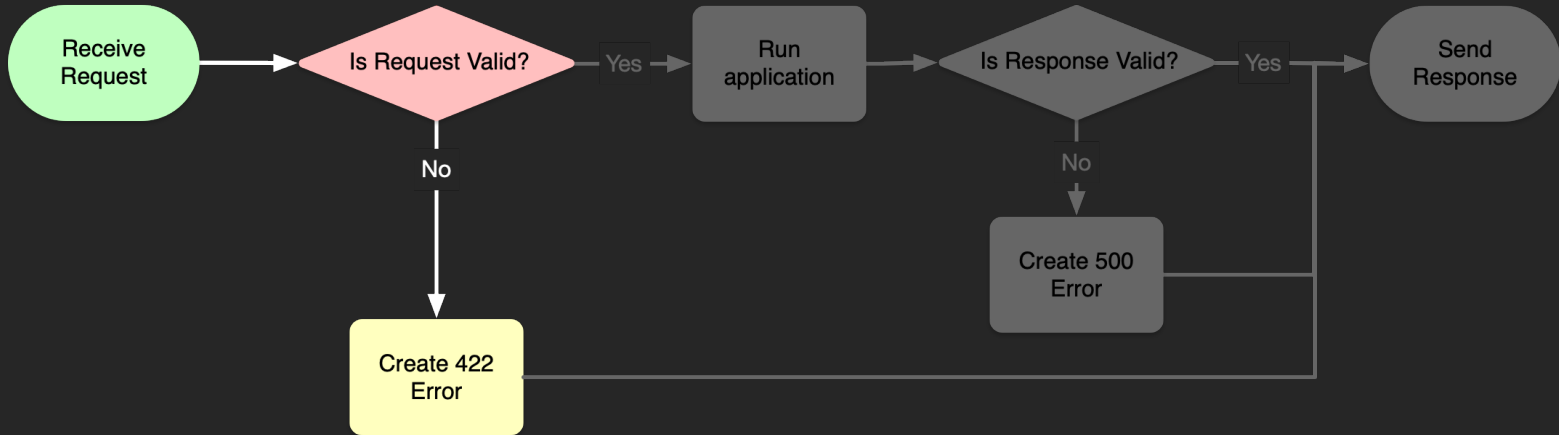 Receive
Request
Is Request Valid?
Yes
Run
application
Is Response Valid?
Yes
Send
Response
No
No
Create 500
Error
Create 422
Error